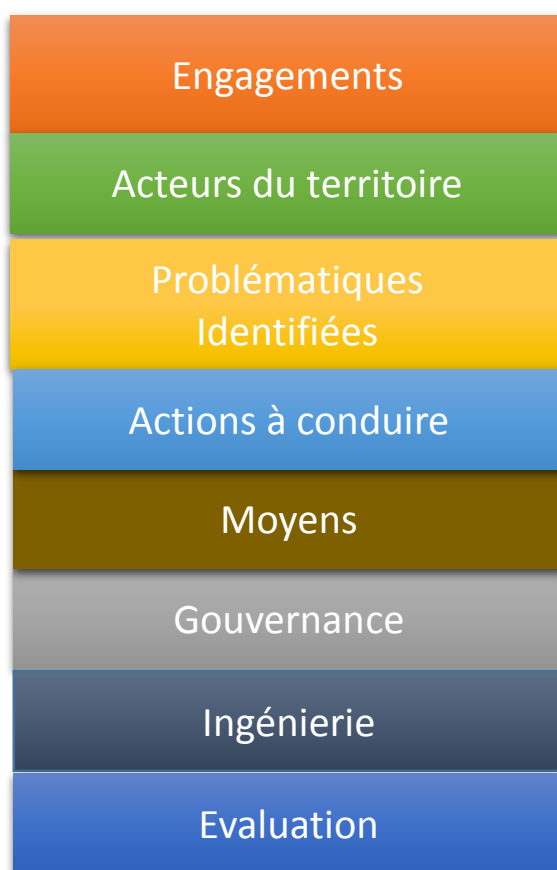 Engagements
Acteurs du territoire
Problématiques
Identifiées
Actions à conduire
Moyens
Gouvernance
Ingénierie
Evaluation